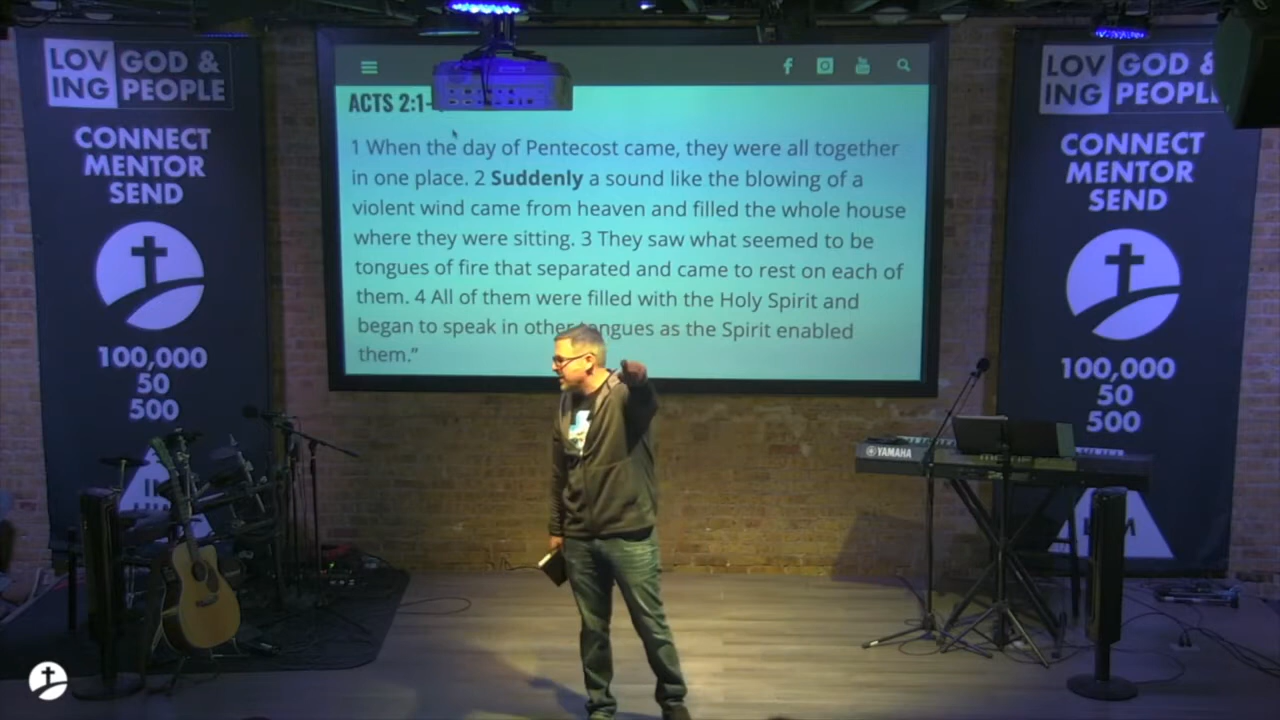 LOV
ING
GOD &
PEOPLE
CONNECT
MENTOR
SEND
100,000
50
500
ACTS 2:1-
1 When the day of Pentecost came, they were all together
in one place. 2 Suddenly a sound like the blowing of a
violent wind came from heaven and filled the whole house
where they were sitting. 3 They saw what seemed to be
tongues of fire that separated and came to rest on each of
them. 4 All of them were filled with the Holy Spirit and
began to speak in other tongues as the Spirit enabled
them.”
LOV
ING
GOD &
PEOPLE
CONNECT
MENTOR
SEND
100,000
50
500
YAMAHA